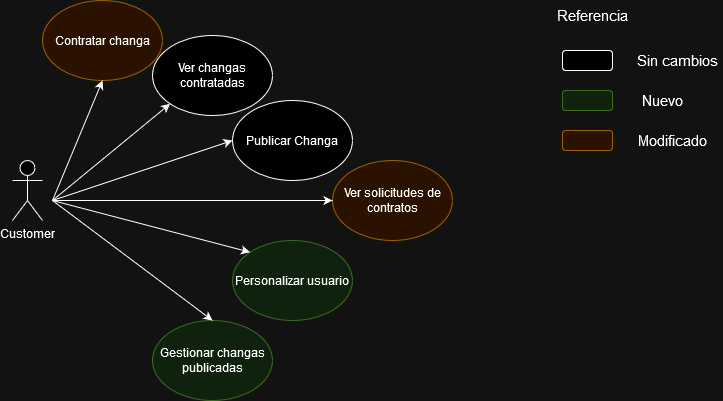 Referencia
Contratar changa
Sin cambios
Ver changas
contratadas
Nuevo
Publicar Changa
Modificado
Ver solicitudes de
contratos
Customer
Personalizar usuario
Gestionar changas
publicadas